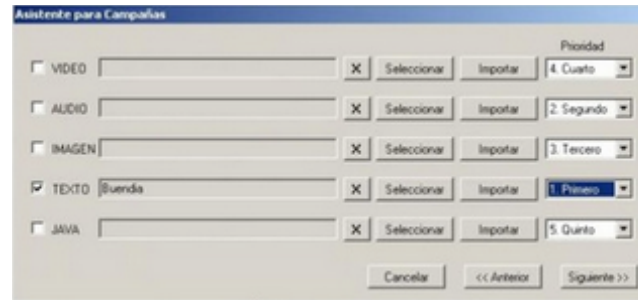 Asistente para Campañas
Prioridad
VIDEO X Seleccionar Importar 4. Cuarto
AUDIO X Seleccionar Importar 2. Segundo
IMAGEN X Seleccionar Importar 3. Tercero
TEXTO Buendia X Seleccionar Importar 1. Primero
JAVA X Seleccionar Importar 5. Quinto
Cancelar << Anterior Siguiente >>